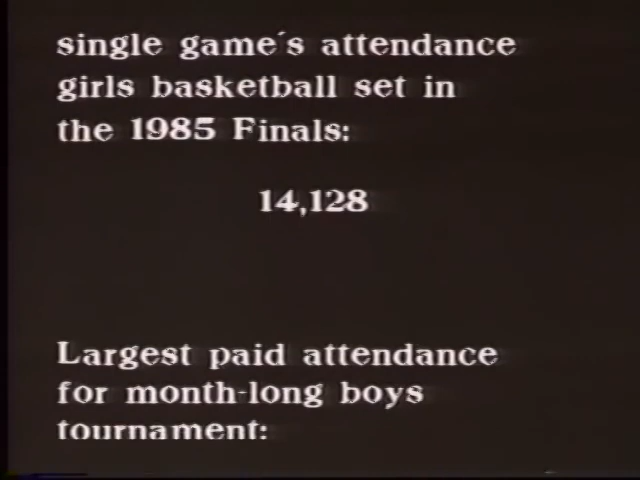 single game's attendance
girls basketball set in
the 1985 Finals:
14,128
Largest paid attendance
for month-long boys
tournament: